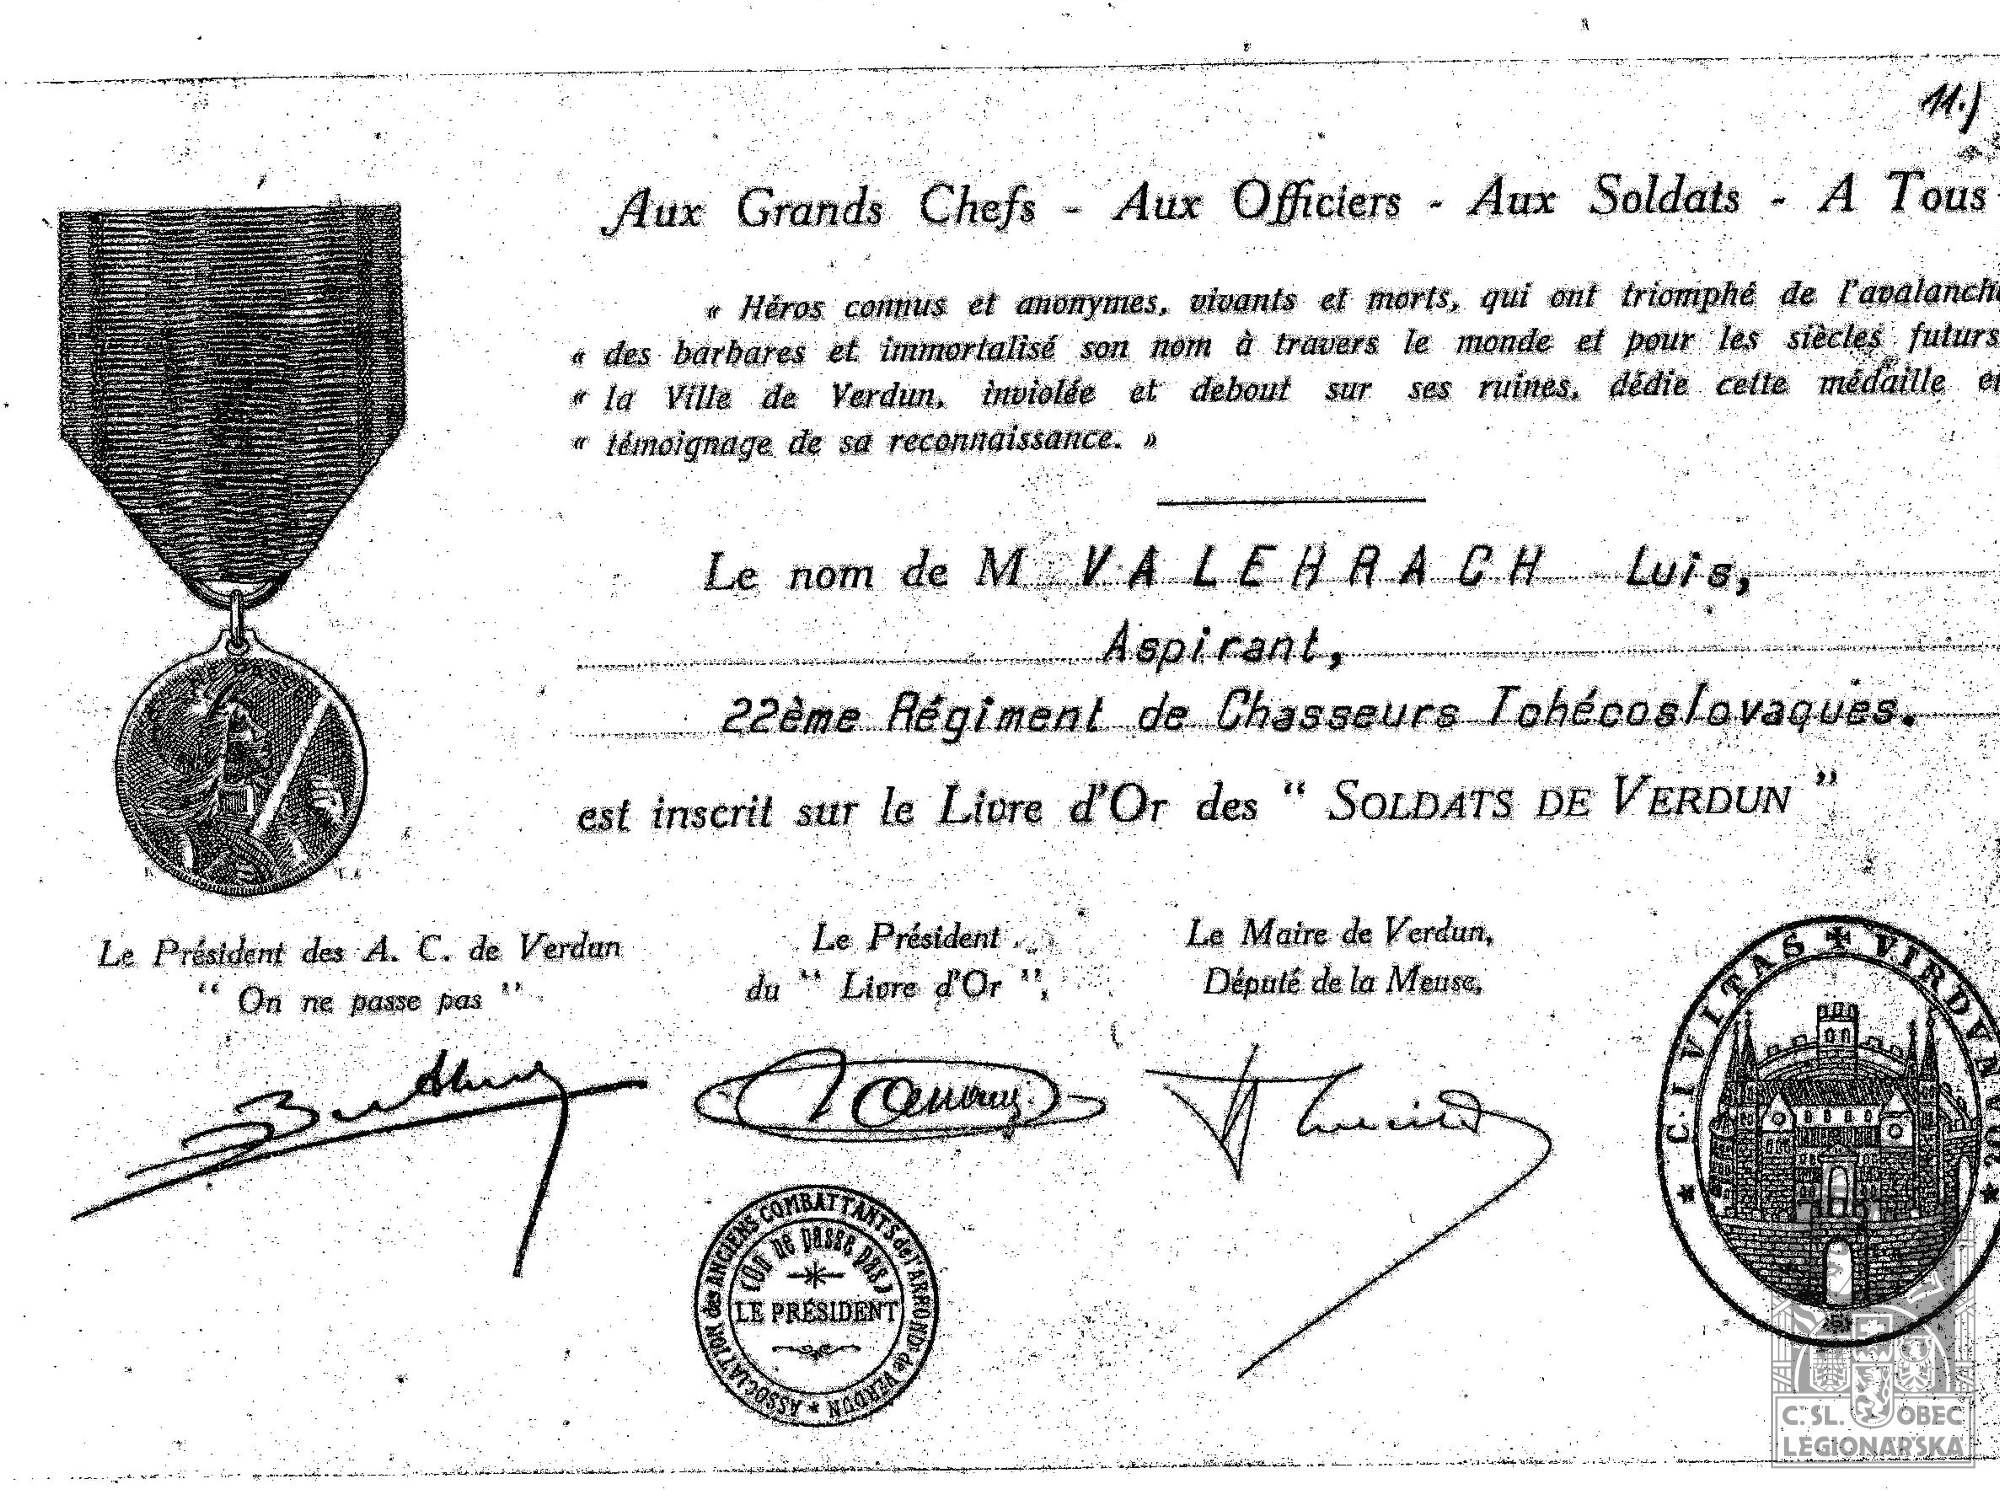 11.)
Aux Grands Chefs - Aux Officiers - Aux Soldats - A Tous
« Héros connus et anonymes, vivants et morts, qui ont triomphé de l'avalanche
« des barbares et immortalisé son nom à travers le monde et pour les siècles futurs,
« la Ville de Verdun, inviolée et debout sur ses ruines, dédie cette médaille en
« témoignage de sa reconnaissance. »
Le nom de M VALEHRACH Luis,
Aspirant,
22ème Régiment de Chasseurs Tchécoslovaques.
est inscrit sur le Livre d'Or des " SOLDATS DE VERDUN "
Le Président des A. C. de Verdun
" On ne passe pas "
Le Président
du " Livre d'Or ",
Le Maire de Verdun,
Député de la Meuse,
ASSOCIATION des ANCIENS COMBATTANTS de l'ARROND' de VERDUN
(On ne passe pas)
LE PRÉSIDENT
CIVITAS VIRDVNA
C. SL. OBEC
LEGIONÁŘSKÁ